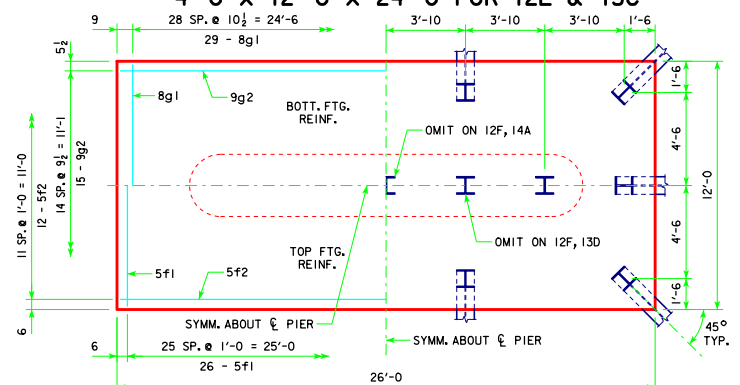 9
28 SP. @ 10½ = 24'-6
29 - 8g1
3'-10
3'-10
3'-10
1'-6
5½
8g1
9g2
BOTT. FTG.
REINF.
OMIT ON 12F, 14A
1'-6
4'-6
12'-0
4'-6
1'-6
11 SP. @ 1'-0 = 11'-0
12 - 5f2
14 SP. @ 9½ = 11'-1
15 - 9g2
OMIT ON 12F, 13D
TOP FTG.
REINF.
5f1
5f2
6
SYMM. ABOUT ℄ PIER
SYMM. ABOUT ℄ PIER
45°
TYP.
6
25 SP. @ 1'-0 = 25'-0
26 - 5f1
26'-0